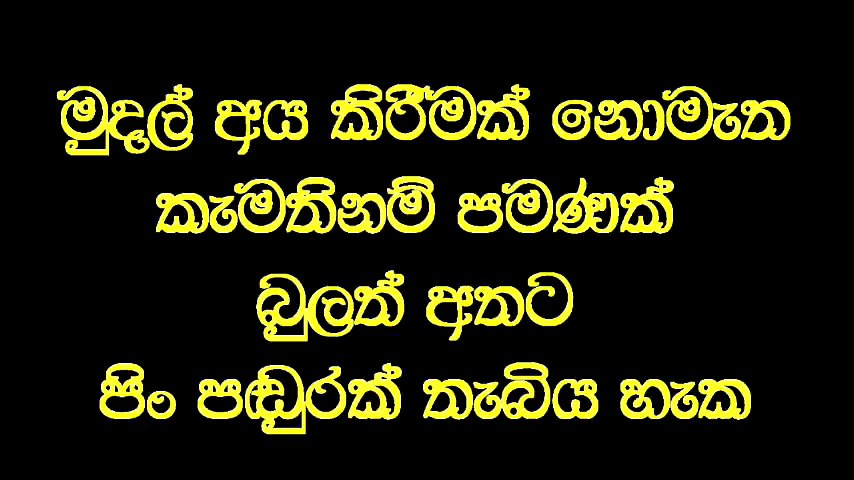 මුදල් අය කිරීමක් නොමැත
කැමතිනම් පමණක්
බුලත් අතට
පිං පඬුරක් තැබිය හැක